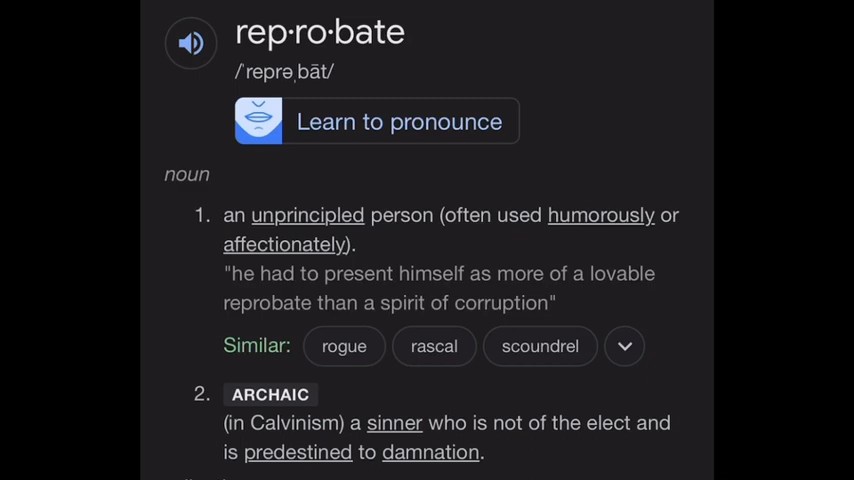 rep·ro·bate
/ˈreprəˌbāt/
Learn to pronounce
noun
1. an unprincipled person (often used humorously or
affectionately).
"he had to present himself as more of a lovable
reprobate than a spirit of corruption"
Similar: rogue rascal scoundrel
2. ARCHAIC
(in Calvinism) a sinner who is not of the elect and
is predestined to damnation.